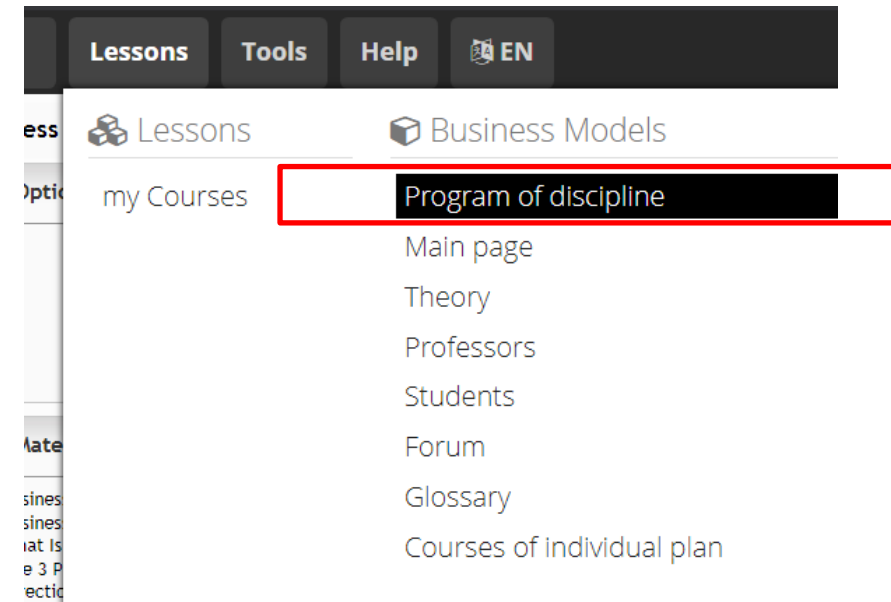 Lessons Tools Help EN
Lessons
my Courses
Business Models
Program of discipline
Main page
Theory
Professors
Students
Forum
Glossary
Courses of individual plan